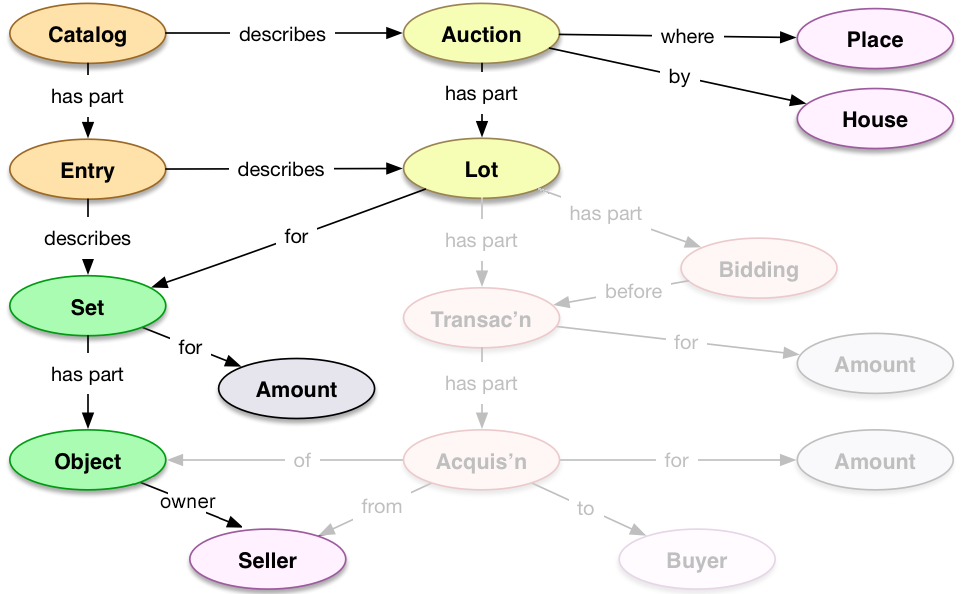 Catalog
describes
Auction
where
Place
by
House
has part
has part
Entry
describes
Lot
has part
for
describes
has part
Bidding
before
Set
Transac'n
for
for
Amount
has part
Amount
has part
Object
of
Acquis'n
for
Amount
owner
from
to
Seller
Buyer